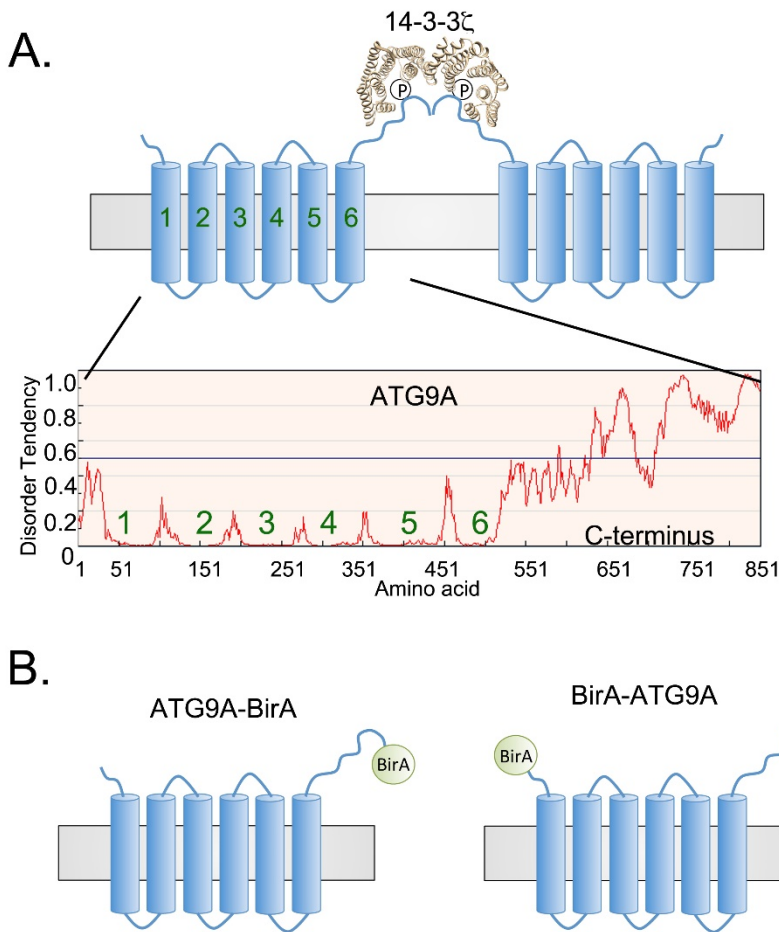 A.
14-3-3ζ
P P
1 2 3 4 5 6
Disorder Tendency
1.0
0.8
0.6
0.4
0.2
0
ATG9A
1 2 3 4 5 6
C-terminus
1 51 151 251 351 451 551 651 751 851
Amino acid
B.
ATG9A-BirA
BirA-ATG9A
BirA
BirA